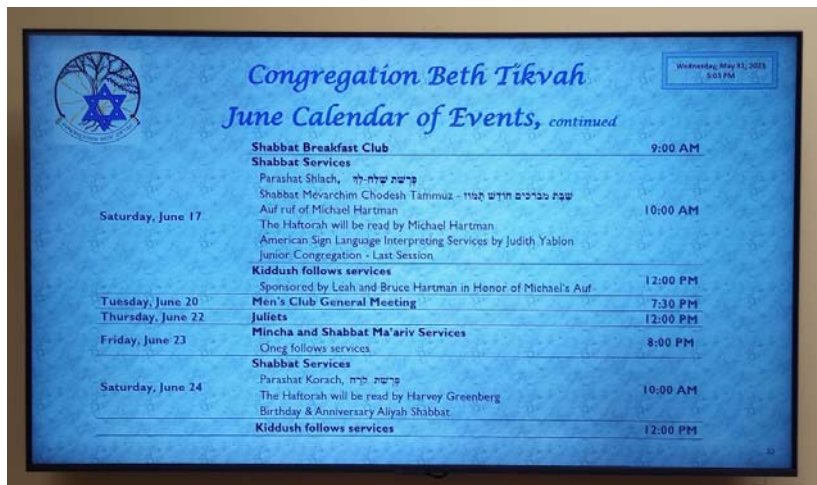 Congregation Beth Tikvah
Wednesday, May 31, 2023
5:03 PM
June Calendar of Events, continued
Shabbat Breakfast Club 9:00 AM
Shabbat Services
Parashat Shlach, פָּרָשַׁת שְׁלַח-לְךָ
Shabbat Mevarchim Chodesh Tammuz - שַׁבָּת מברכים חוֹדֶשׁ תַּמּוּז
Saturday, June 17 Auf ruf of Michael Hartman 10:00 AM
The Haftorah will be read by Michael Hartman
American Sign Language Interpreting Services by Judith Yablon
Junior Congregation - Last Session
Kiddush follows services 12:00 PM
Sponsored by Leah and Bruce Hartman in Honor of Michael's Auf
Tuesday, June 20 Men's Club General Meeting 7:30 PM
Thursday, June 22 Juliets 12:00 PM
Friday, June 23 Mincha and Shabbat Ma'ariv Services 8:00 PM
Oneg follows services
Shabbat Services
Parashat Korach, פָּרָשַׁת קֹרַח
Saturday, June 24 The Haftorah will be read by Harvey Greenberg 10:00 AM
Birthday & Anniversary Aliyah Shabbat
Kiddush follows services 12:00 PM